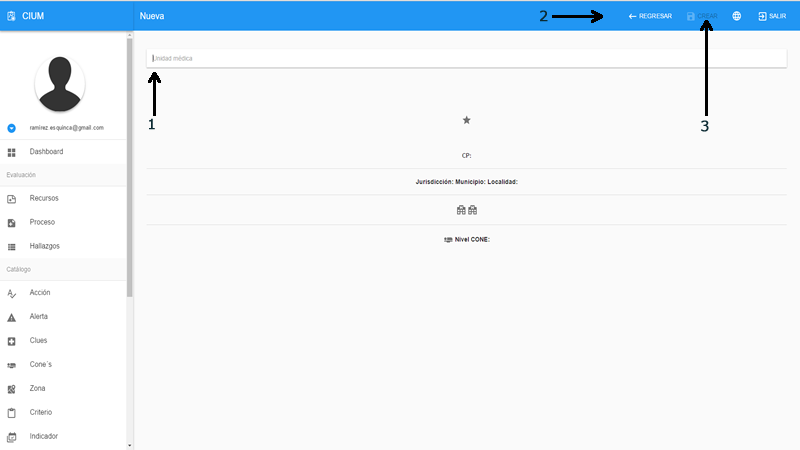 CIUM
Nueva
2
REGRESAR
CREAR
SALIR
Unidad médica
1
3
ramirez.esquinca@gmail.com
Dashboard
Evaluación
Recursos
Proceso
Hallazgos
Catálogo
Acción
Alerta
Clues
Cone´s
Zona
Criterio
Indicador
CP:
Jurisdicción: Municipio: Localidad:
Nivel CONE: